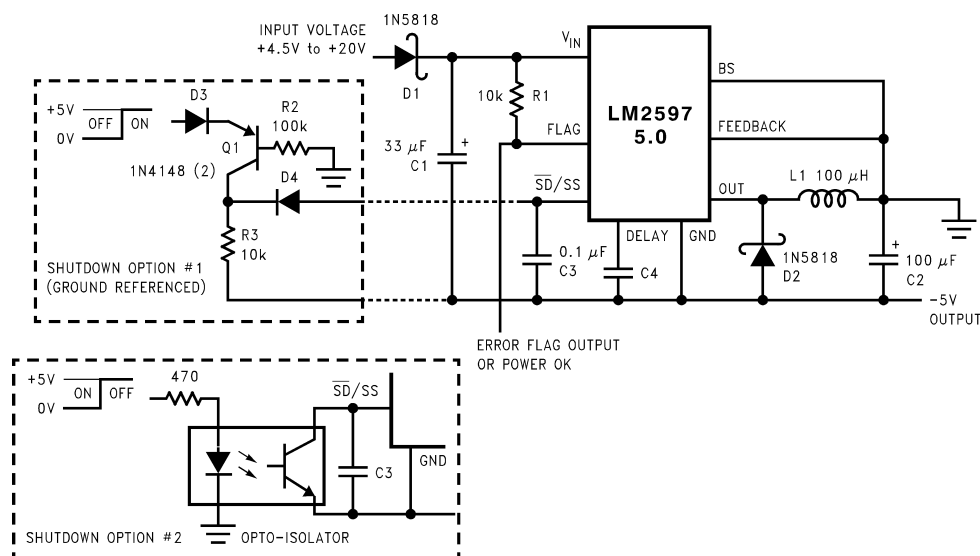 INPUT VOLTAGE
+4.5V to +20V
1N5818
D1
VIN
10k
R1
FLAG
33 µF
C1
+
LM2597
5.0
BS
FEEDBACK
OUT
L1 100 µH
SD/SS
DELAY
GND
0.1 µF
C3
C4
1N5818
D2
+
100 µF
C2
-5V
OUTPUT
ERROR FLAG OUTPUT
OR POWER OK
+5V
0V
OFF
ON
D3
R2
100k
Q1
1N4148 (2)
D4
R3
10k
SHUTDOWN OPTION #1
(GROUND REFERENCED)
+5V
0V
ON
OFF
470
SD/SS
GND
C3
SHUTDOWN OPTION #2
OPTO-ISOLATOR